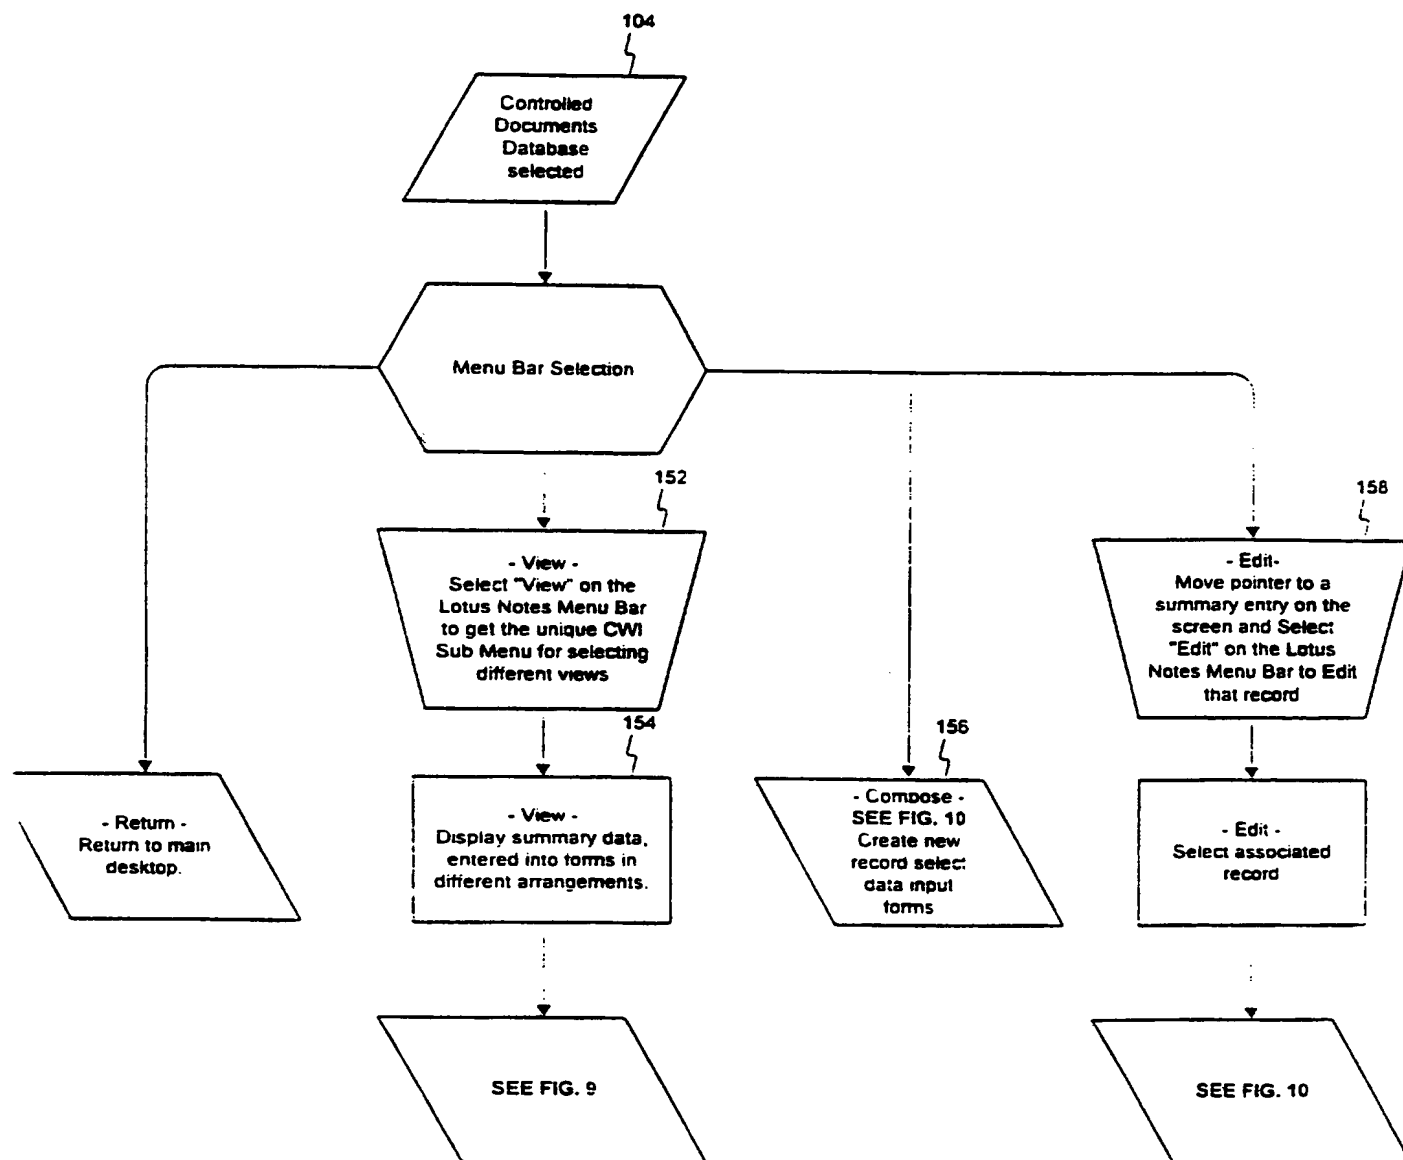 104
Controlled
Documents
Database
selected
Menu Bar Selection
152
- View -
Select "View" on the
Lotus Notes Menu Bar
to get the unique CWI
Sub Menu for selecting
different views
158
- Edit-
Move pointer to a
summary entry on the
screen and Select
"Edit" on the Lotus
Notes Menu Bar to Edit
that record
- Return -
Return to main
desktop.
154
- View -
Display summary data,
entered into forms in
different arrangements.
156
- Compose -
SEE FIG. 10
Create new
record select
data input
forms
- Edit -
Select associated
record
SEE FIG. 9
SEE FIG. 10